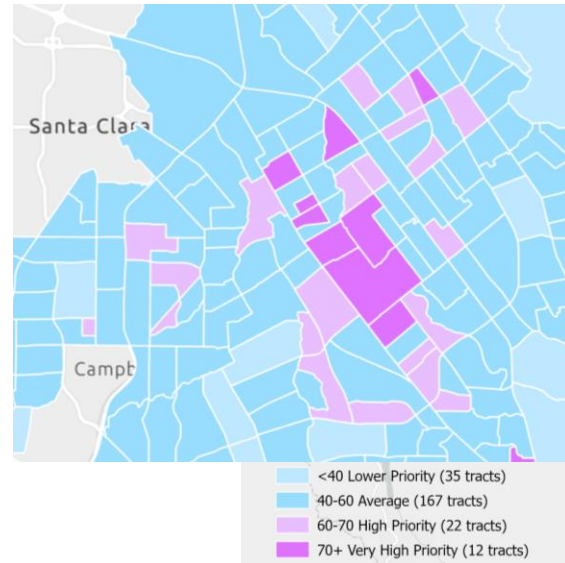 Santa Clara
Campb
<40 Lower Priority (35 tracts)
40-60 Average (167 tracts)
60-70 High Priority (22 tracts)
70+ Very High Priority (12 tracts)